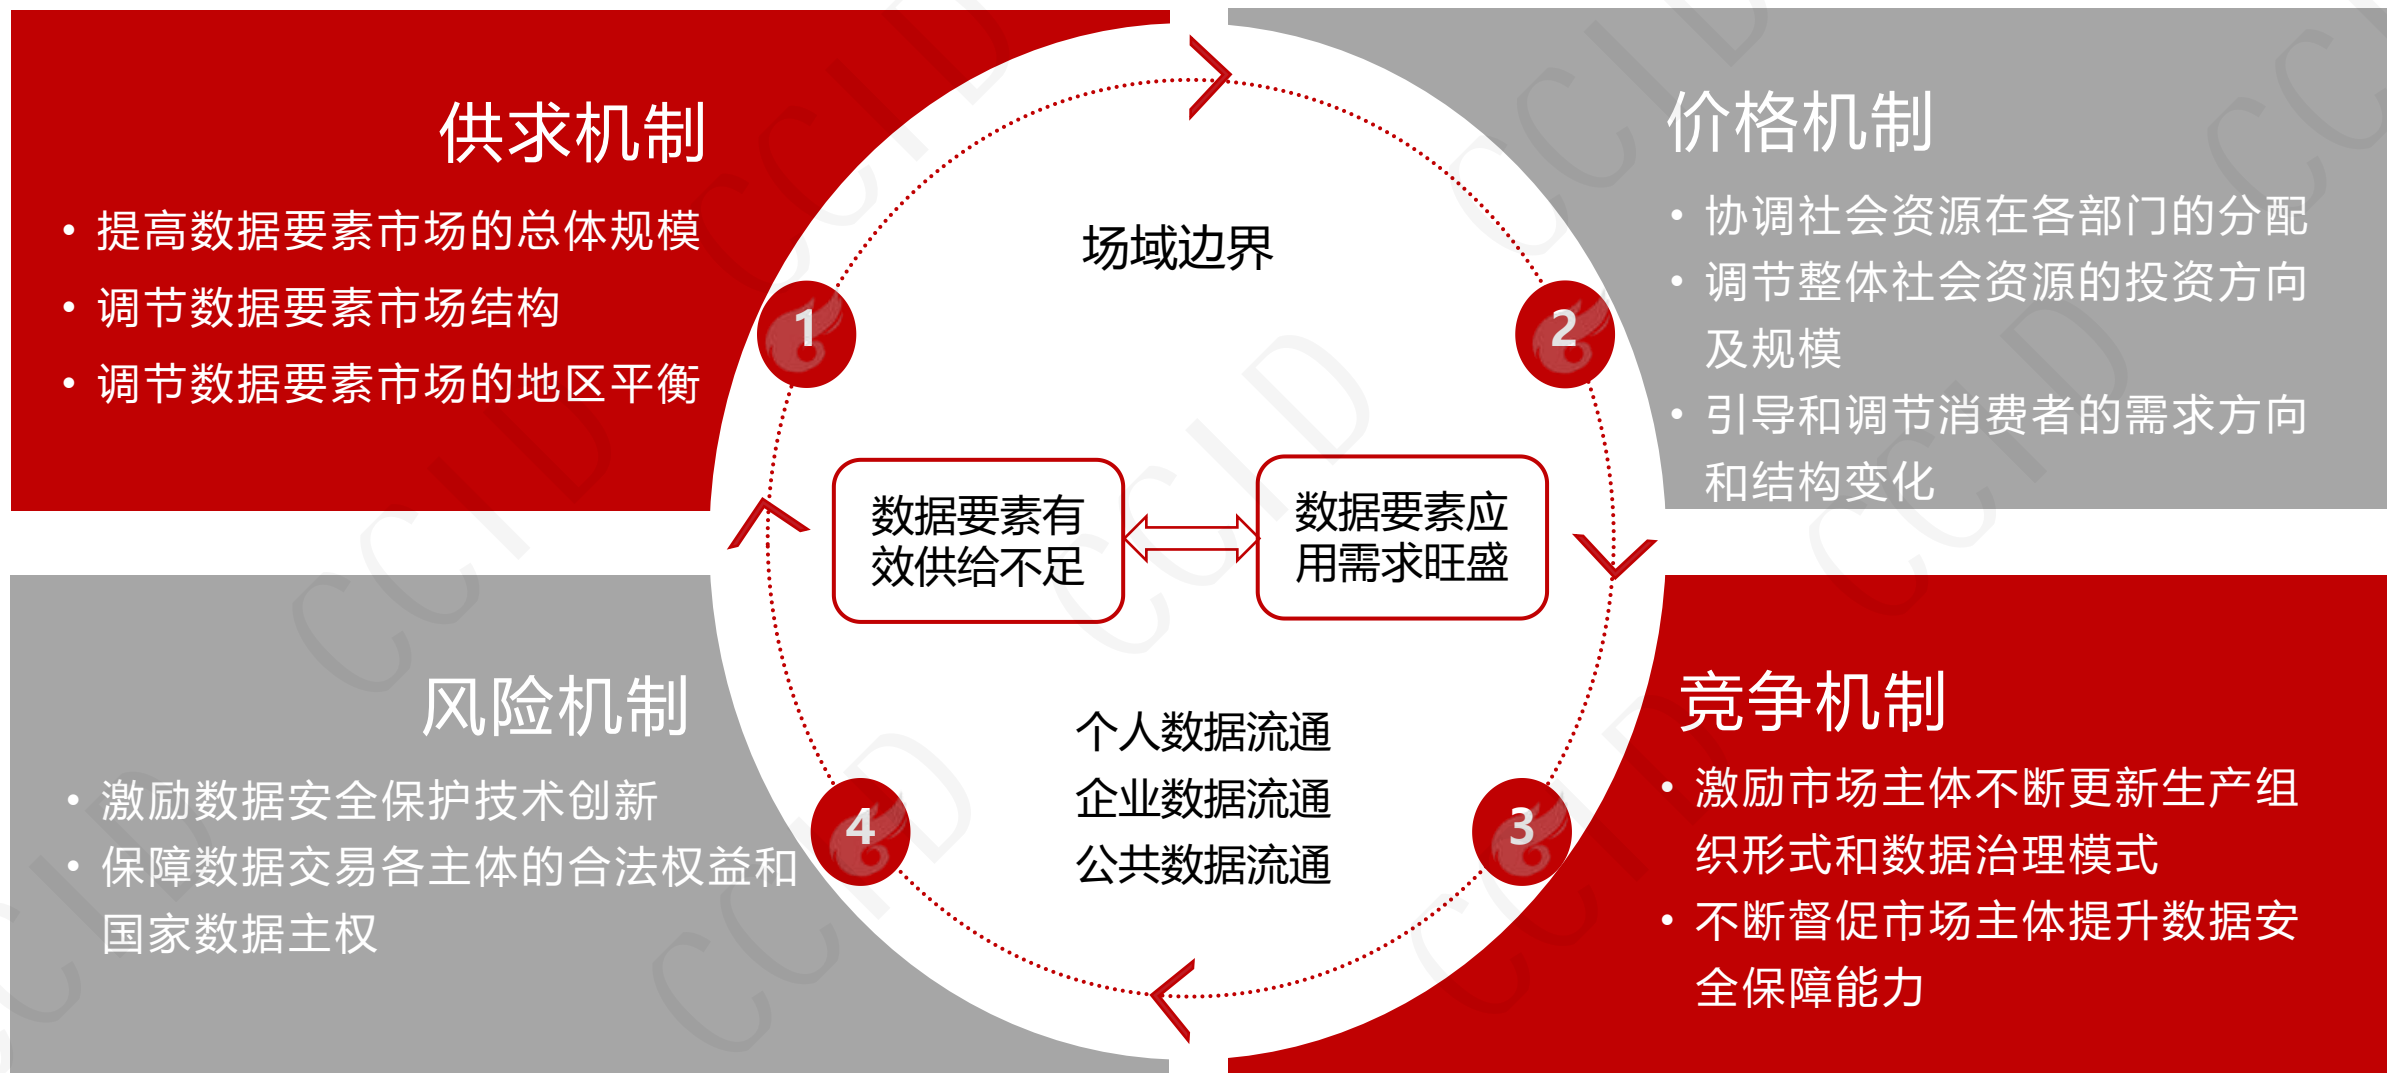 供求机制
• 提高数据要素市场的总体规模
• 调节数据要素市场结构
• 调节数据要素市场的地区平衡
价格机制
• 协调社会资源在各部门的分配
• 调节整体社会资源的投资方向
及规模
• 引导和调节消费者的需求方向
和结构变化
场域边界
1
2
数据要素有
效供给不足
数据要素应
用需求旺盛
个人数据流通
企业数据流通
公共数据流通
4
3
风险机制
• 激励数据安全保护技术创新
• 保障数据交易各主体的合法权益和
国家数据主权
竞争机制
• 激励市场主体不断更新生产组
织形式和数据治理模式
• 不断督促市场主体提升数据安
全保障能力
CCID
CCID
CCID
CCID
CCID
CCID
CCID
CCID
CCID